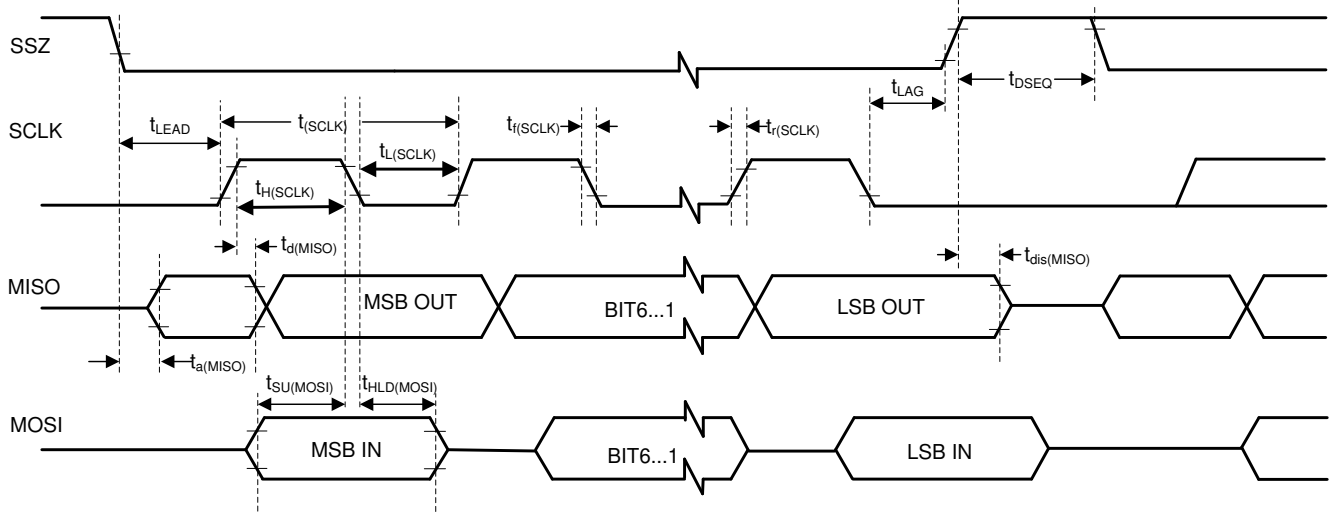 SSZ
tLAG
tDSEQ
SCLK
tLEAD
t(SCLK)
tf(SCLK)
tr(SCLK)
tL(SCLK)
tH(SCLK)
td(MISO)
tdis(MISO)
MISO
MSB OUT
BIT6...1
LSB OUT
ta(MISO)
tSU(MOSI)
tHLD(MOSI)
MOSI
MSB IN
BIT6...1
LSB IN